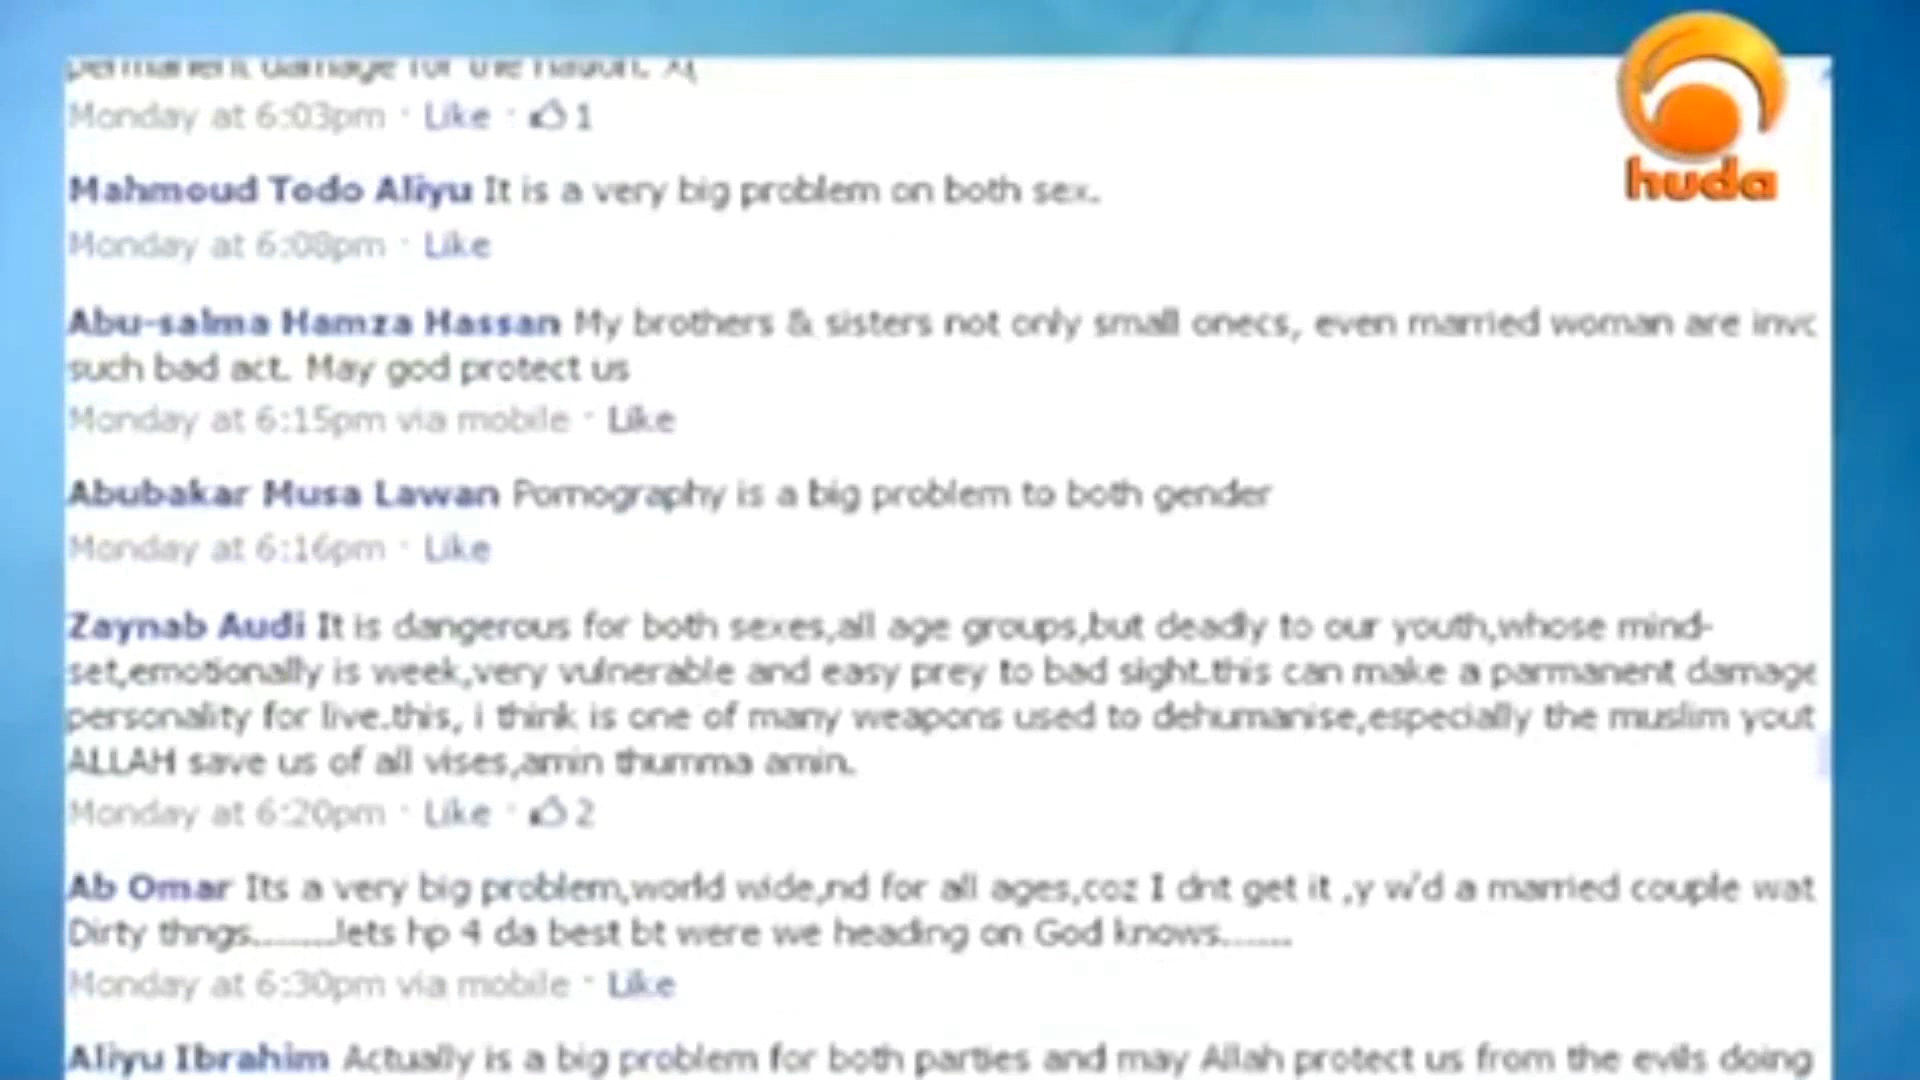 permanent damage for the nation. :(
Monday at 6:03pm · Like · 1
huda
Mahmoud Todo Aliyu It is a very big problem on both sex.
Monday at 6:08pm · Like
Abu-salma Hamza Hassan My brothers & sisters not only small onecs, even married woman are invo
such bad act. May god protect us
Monday at 6:15pm via mobile · Like
Abubakar Musa Lawan Pornography is a big problem to both gender
Monday at 6:16pm · Like
Zaynab Audi It is dangerous for both sexes,all age groups,but deadly to our youth,whose mind-
set,emotionally is week,very vulnerable and easy prey to bad sight.this can make a parmanent damage
personality for live.this, i think is one of many weapons used to dehumanise,especially the muslim yout
ALLAH save us of all vises,amin thumma amin.
Monday at 6:20pm · Like · 2
Ab Omar Its a very big problem,world wide,nd for all ages,coz I dnt get it ,y w'd a married couple wat
Dirty thngs.........lets hp 4 da best bt were we heading on God knows.......
Monday at 6:30pm via mobile · Like
Aliyu Ibrahim Actually is a big problem for both parties and may Allah protect us from the evils doing